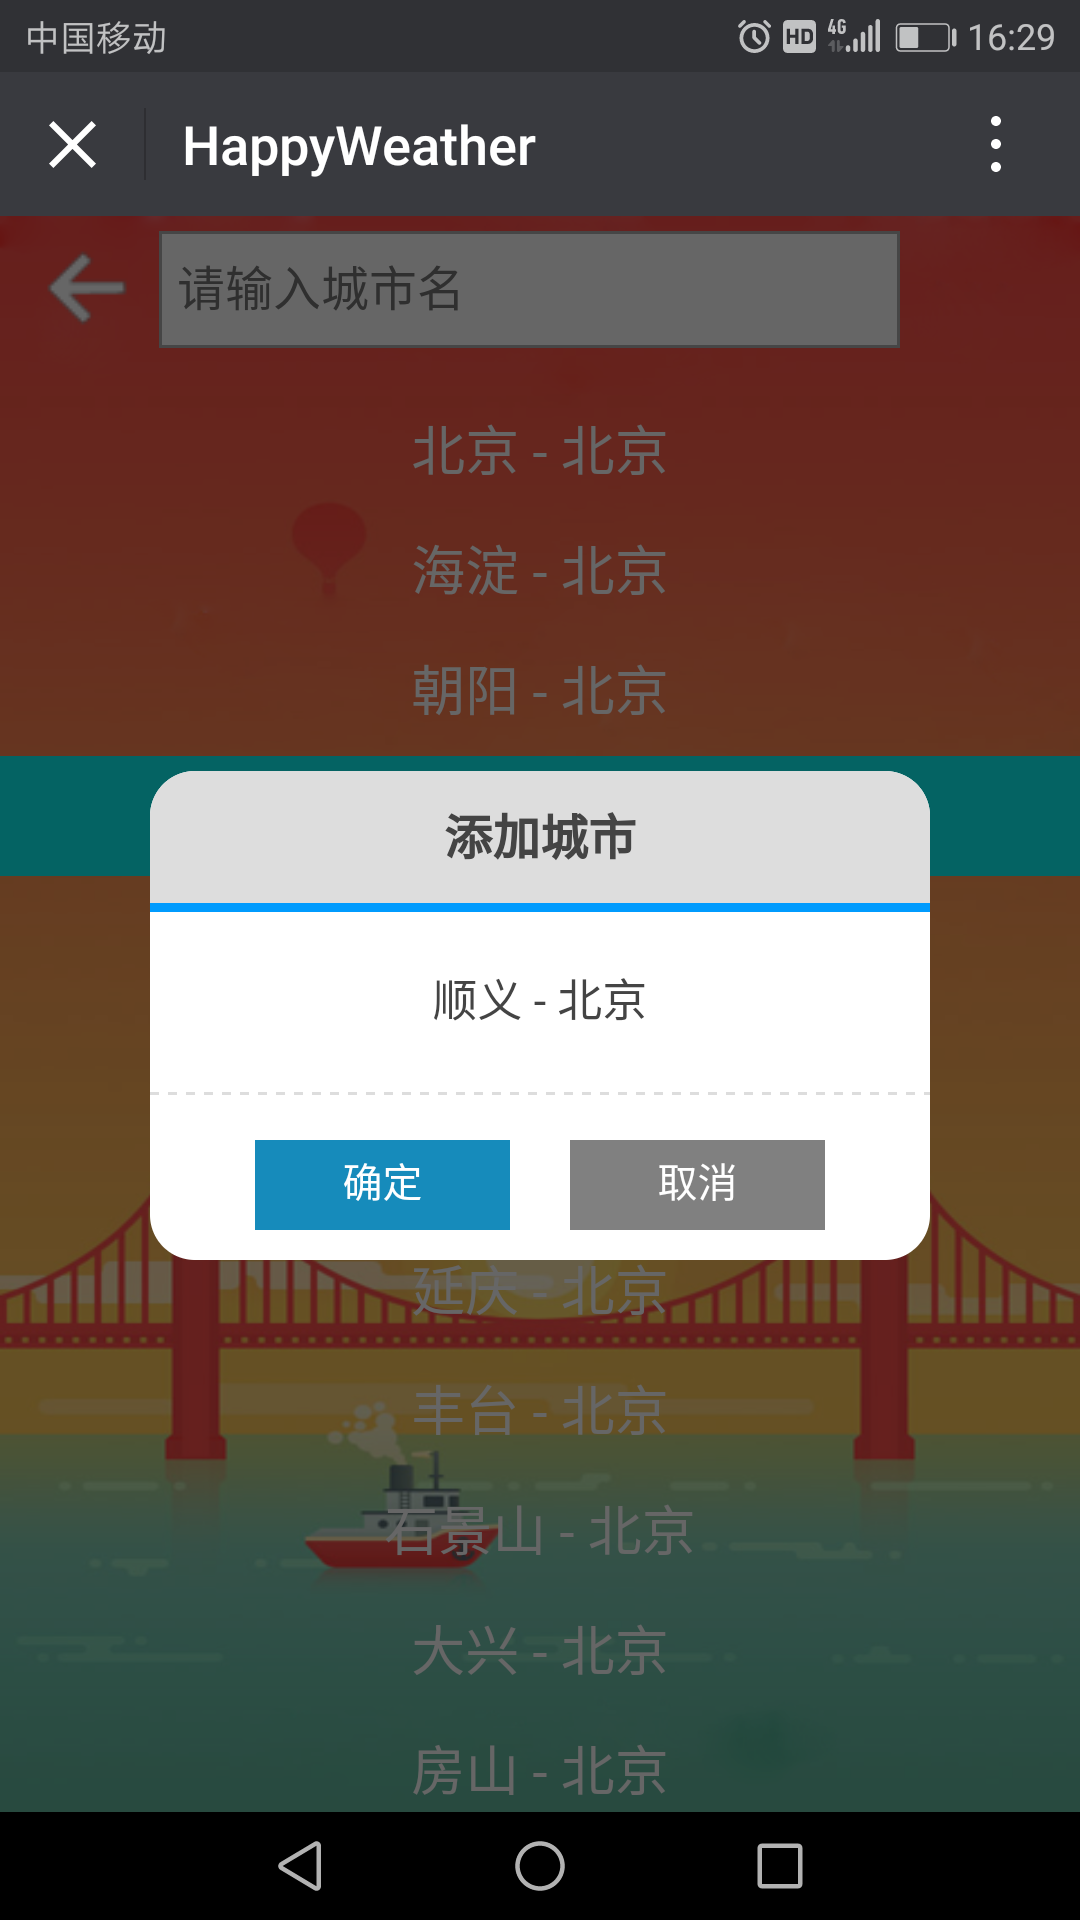 中国移动 HD 4G 16:29
HappyWeather
请输入城市名
北京 - 北京
海淀 - 北京
朝阳 - 北京
添加城市
顺义 - 北京
确定 取消
延庆 - 北京
丰台 - 北京
石景山 - 北京
大兴 - 北京
房山 - 北京